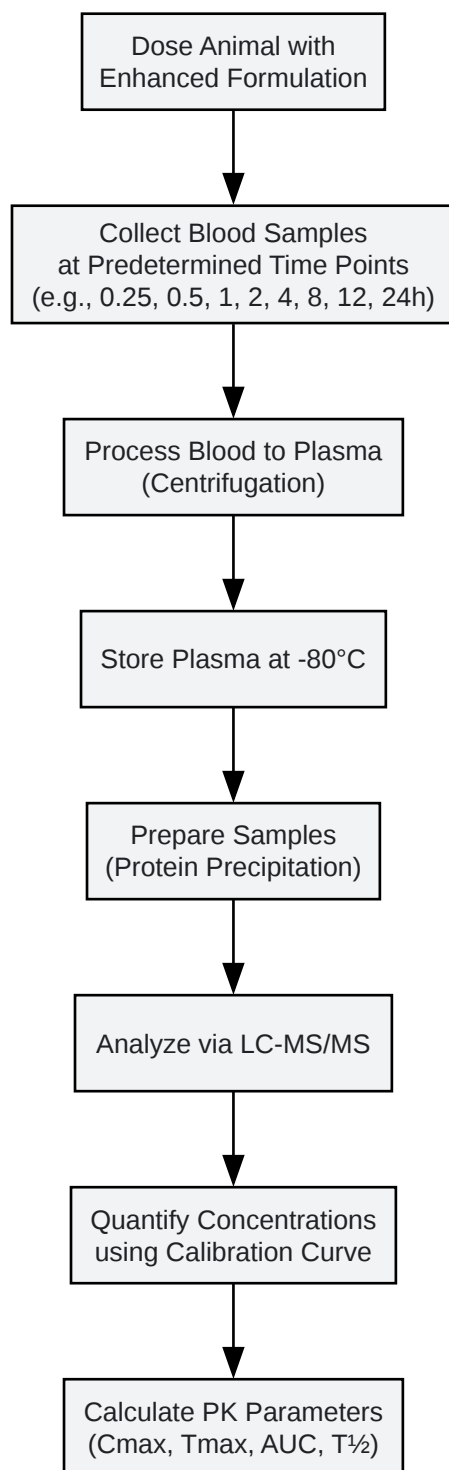 Dose Animal with
Enhanced Formulation
Collect Blood Samples
at Predetermined Time Points
(e.g., 0.25, 0.5, 1, 2, 4, 8, 12, 24h)
Process Blood to Plasma
(Centrifugation)
Store Plasma at -80°C
Prepare Samples
(Protein Precipitation)
Analyze via LC-MS/MS
Quantify Concentrations
using Calibration Curve
Calculate PK Parameters
(Cmax, Tmax, AUC, T½)